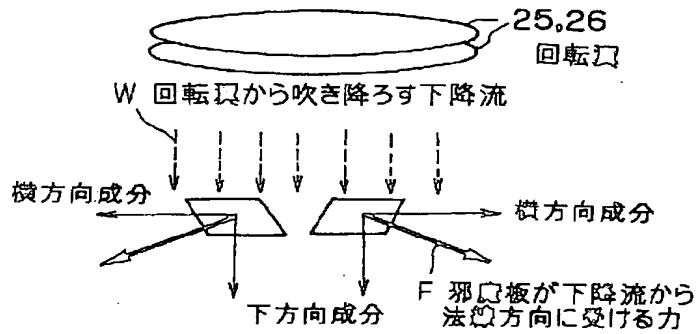 25.26
回転翼
W 回転翼から吹き降ろす下降流
横方向成分
横方向成分
下方向成分
F 邪魔板が下降流から
法線方向に受ける力